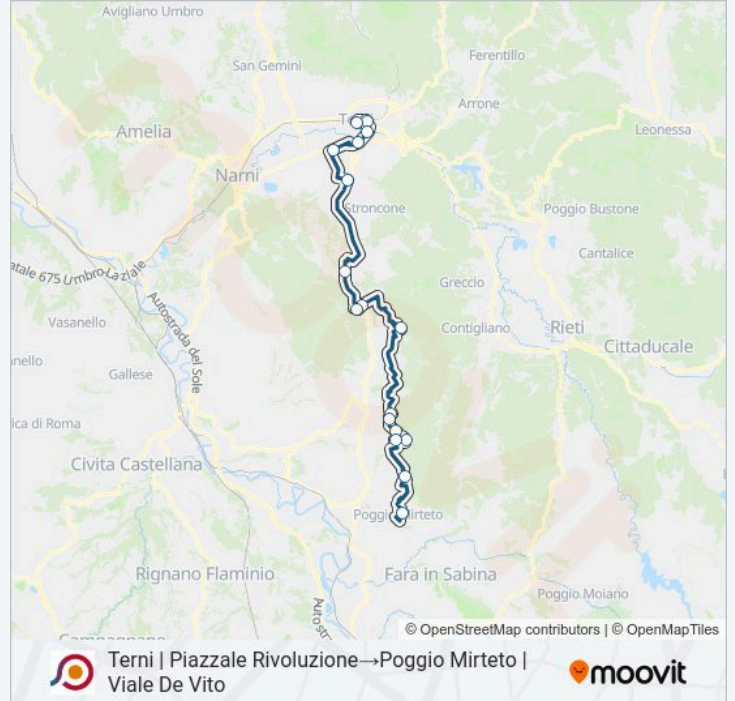 Avigliano Umbro
Ferentillo
San Gemini
Arrone
Amelia
Leonessa
Narni
Stroncone
Poggio Bustone
Cantalice
atale 675 Umbro-Laziale
Greccio
Autostrada del Sole
Vasanello
Contigliano
Rieti
Cittaducale
nello
Gallese
ica di Roma
Civita Castellana
Poggio Mirteto
Rignano Flaminio
Fara in Sabina
Poggio Moiano
Autostr
Campagnano
© OpenStreetMap contributors | © OpenMapTiles
Terni | Piazzale Rivoluzione→Poggio Mirteto |
Viale De Vito
moovit